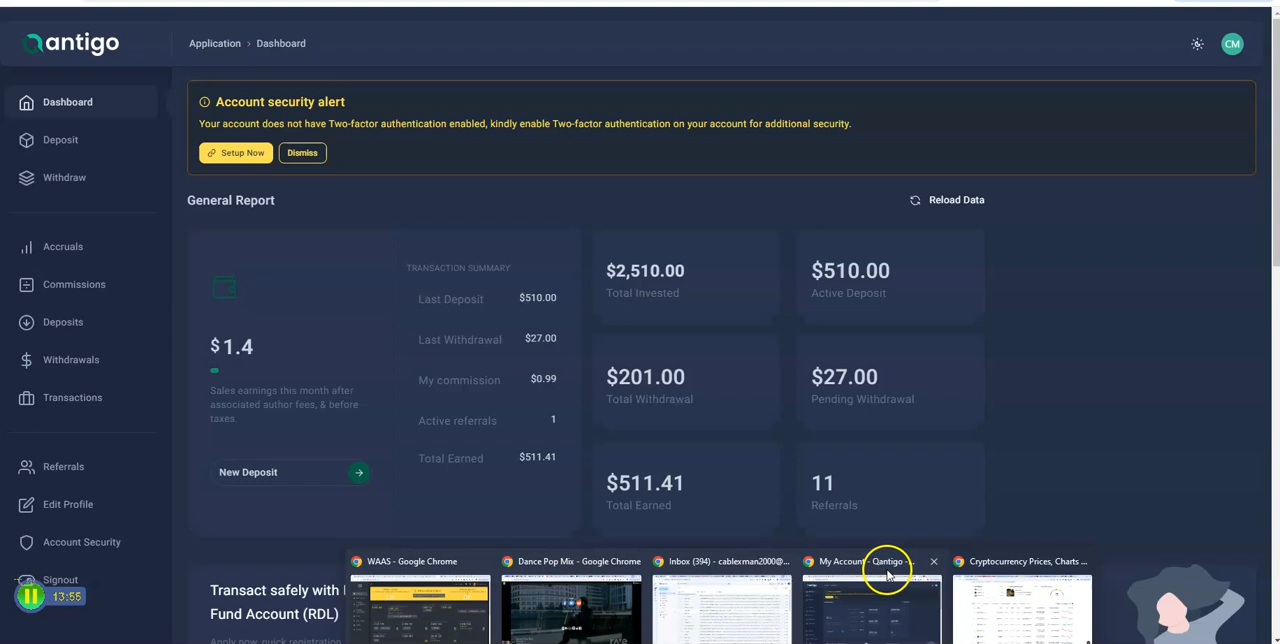 Qantigo
Application > Dashboard
CM
Dashboard
Deposit
Withdraw
Accruals
Commissions
Deposits
Withdrawals
Transactions
Referrals
Edit Profile
Account Security
Signout
13:55
Account security alert
Your account does not have Two-factor authentication enabled, kindly enable Two-factor authentication on your account for additional security.
Setup Now
Dismiss
General Report
Reload Data
$1.4
Sales earnings this month after
associated author fees, & before
taxes.
New Deposit
TRANSACTION SUMMARY
Last Deposit $510.00
Last Withdrawal $27.00
My commission $0.99
Active referrals 1
Total Earned $511.41
$2,510.00
Total Invested
$510.00
Active Deposit
$201.00
Total Withdrawal
$27.00
Pending Withdrawal
$511.41
Total Earned
11
Referrals
Transact safely with
Fund Account (RDL)
Apply now, quick registration
WAAS - Google Chrome
Dance Pop Mix - Google Chrome
Inbox (394) - cablexman2000@...
My Account - Qantigo -
Cryptocurrency Prices, Charts ...